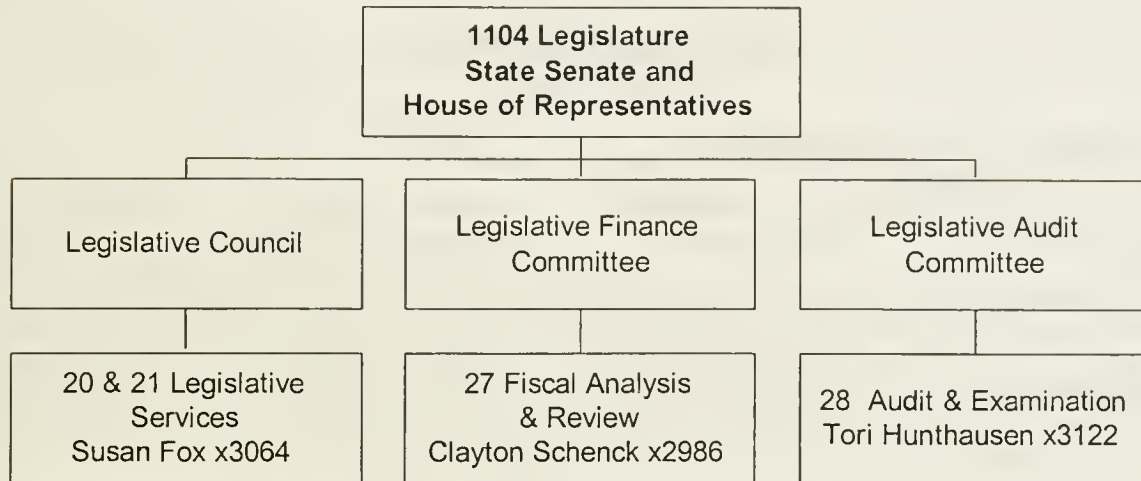 1104 Legislature
State Senate and
House of Representatives
Legislative Council
Legislative Finance
Committee
Legislative Audit
Committee
20 & 21 Legislative
Services
Susan Fox x3064
27 Fiscal Analysis
& Review
Clayton Schenck x2986
28 Audit & Examination
Tori Hunthausen x3122